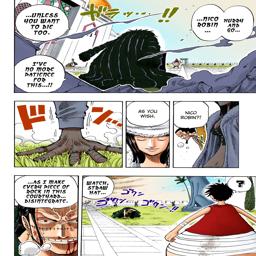 HURRY
AND
GO...
NICO
ROBIN...
...UNLESS
YOU WANT
TO DIE
TOO.
I'VE
NO MORE
PATIENCE
FOR
THIS...!!
NICO
ROBIN?!
AS YOU
WISH.
WATCH,
STRAW
HAT...
...AS I MAKE
EVERY PIECE OF
ROCK IN THIS
COURTYARD...
DISINTEGRATE.
?